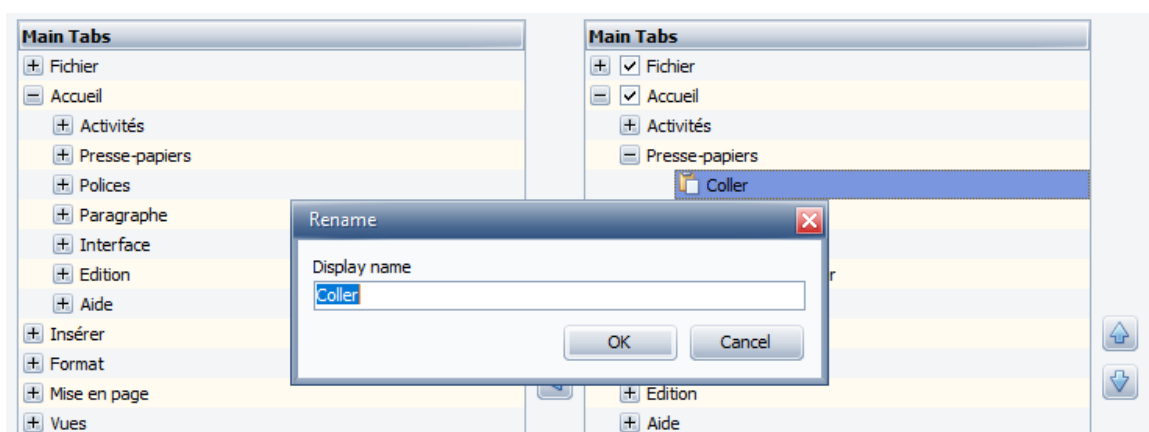 Main Tabs
Fichier
Accueil
Activités
Presse-papiers
Polices
Paragraphe
Interface
Edition
Aide
Insérer
Format
Mise en page
Vues
Main Tabs
Fichier
Accueil
Activités
Presse-papiers
Coller
r
Edition
Aide
Rename
Display name
Coller
OK
Cancel